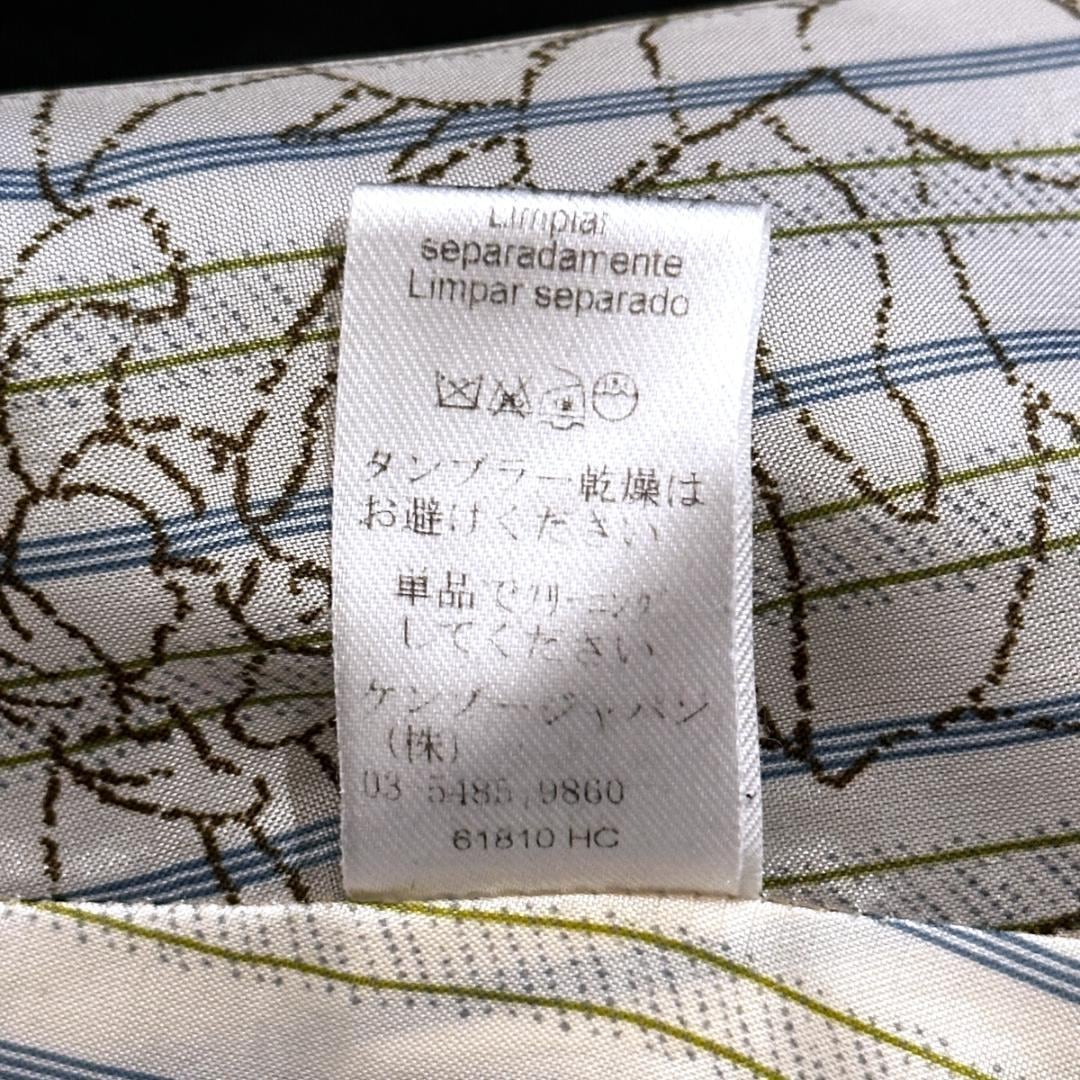 Limpiar
separadamente
Limpar separado
タンブラー乾燥は
お避けください
単品でクリーニング
してください
ケンゾージャパン
(株)
03 5485 9860
61810 HC